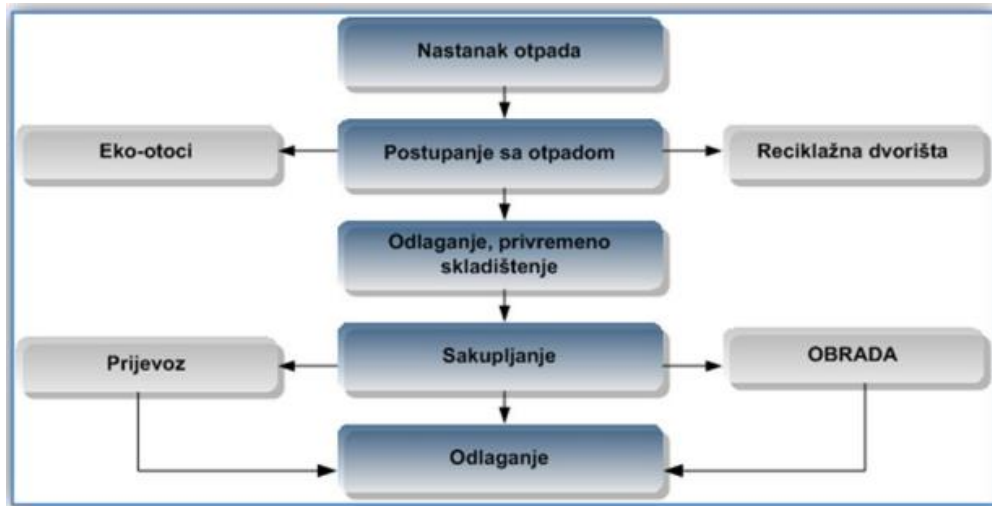 Nastanak otpada
Eko-otoci
Postupanje sa otpadom
Reciklažna dvorišta
Odlaganje, privremeno
skladištenje
Prijevoz
Sakupljanje
OBRADA
Odlaganje